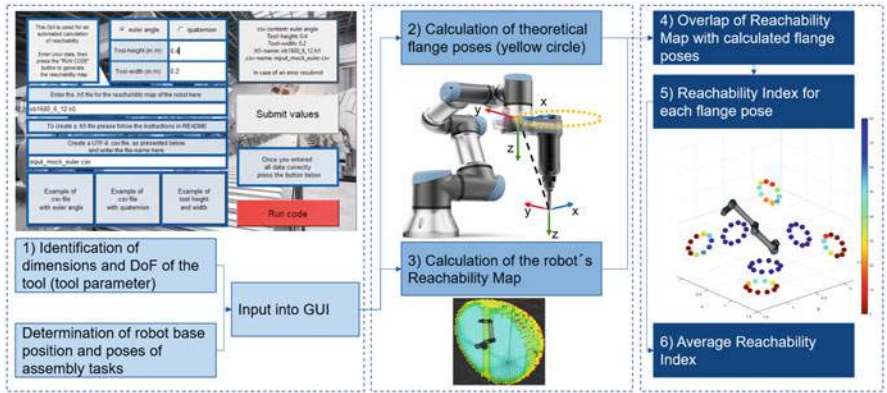 This GUI is used for an
automated calculation
of reachability.
Enter your data, then
press the "RUN CODE"
button to generate
the reachability map.
euler angle
quaternion
Tool-height (in m)
0.4
Tool-width (in m)
0.2
csv content: euler angle
Tool-height: 0.4
Tool-width: 0.2
.h5-name: irb1600_6_12.h5
.csv-name: input_mock_euler.csv
In case of an error resubmit
Enter the .h5 file for the reachability map of the robot here
irb1600_6_12.h5
Submit values
To create a .h5 file please follow the instructions in README
Create a UTF-8 .csv file, as presented below
and enter the file name here:
input_mock_euler.csv
Once you entered
all data correctly
press the button below
Example of
.csv file
with euler angle
Example of
csv file
with quaternion
Example of
tool height
and width
Run code
1) Identification of
dimensions and DoF of the
tool (tool parameter)
Determination of robot base
position and poses of
assembly tasks
Input into GUI
2) Calculation of theoretical
flange poses (yellow circle)
x
y
z
y
x
z
3) Calculation of the robot´s
Reachability Map
4) Overlap of Reachability
Map with calculated flange
poses
5) Reachability Index for
each flange pose
6) Average Reachability
Index